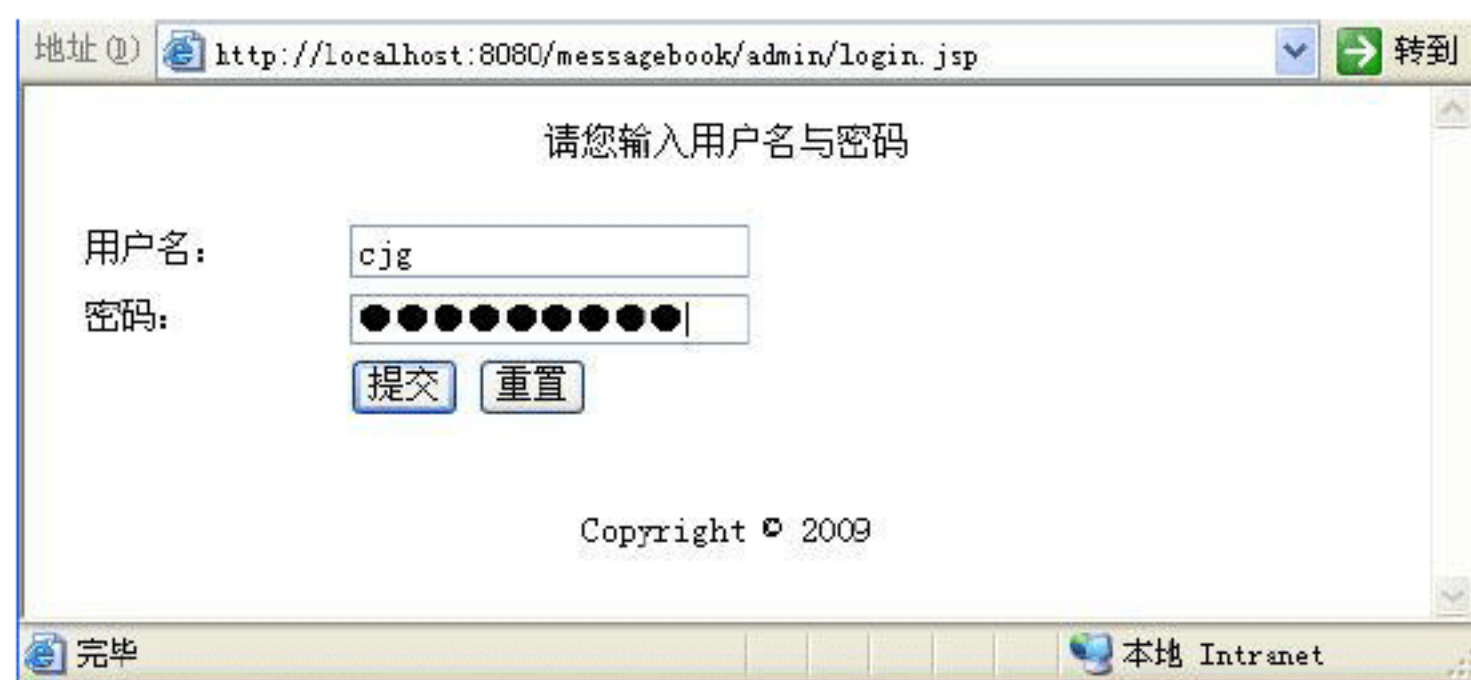 地址(D) http://localhost:8080/messagebook/admin/login.jsp 转到
请您输入用户名与密码
用户名： cjg
密码： ●●●●●●●●●
提交 重置
Copyright © 2009
完毕 本地 Intranet